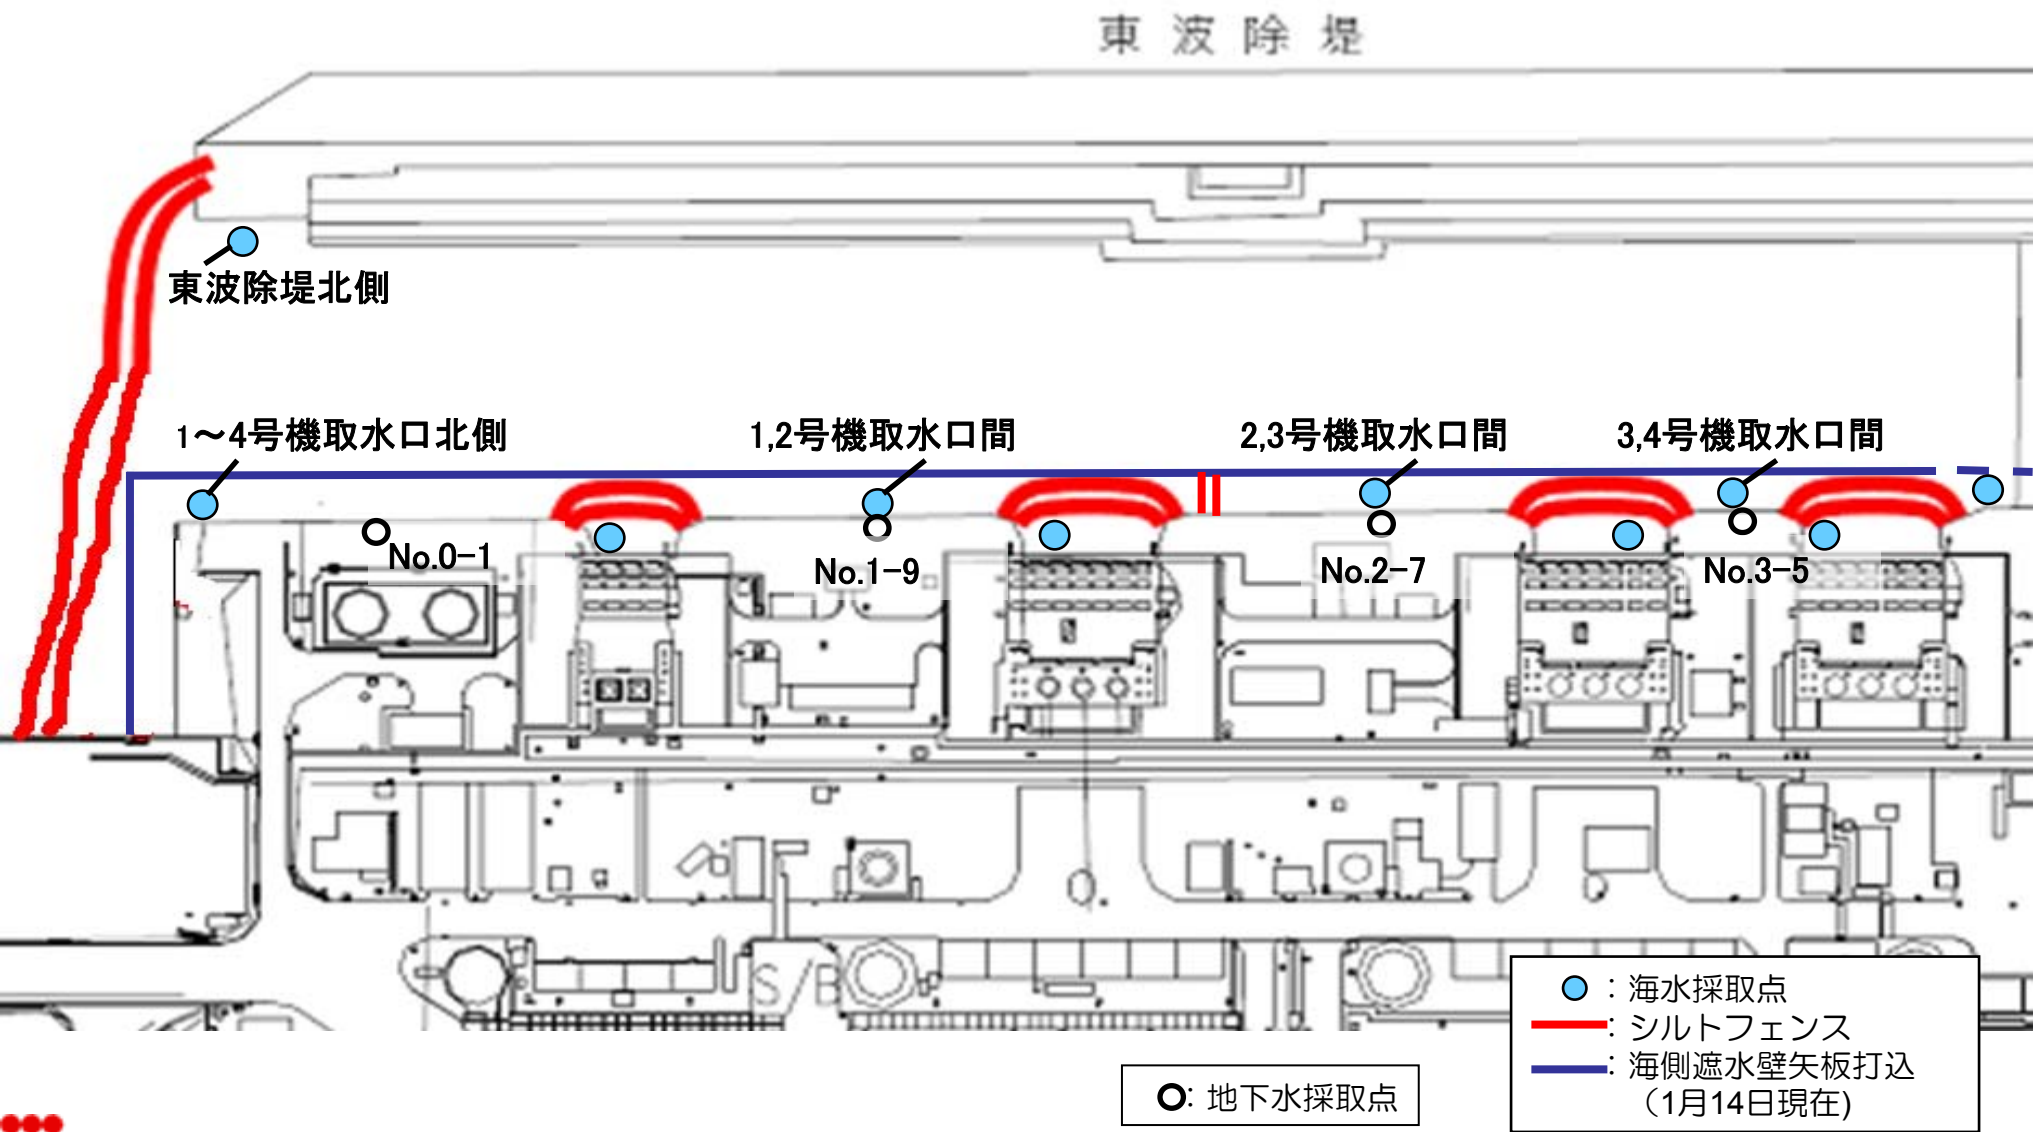 東波除堤
東波除堤北側
1～4号機取水口北側
1,2号機取水口間
2,3号機取水口間
3,4号機取水口間
No.0-1
No.1-9
No.2-7
No.3-5
S/B
：海水採取点
：シルトフェンス
：海側遮水壁矢板打込
（1月14日現在)
：地下水採取点